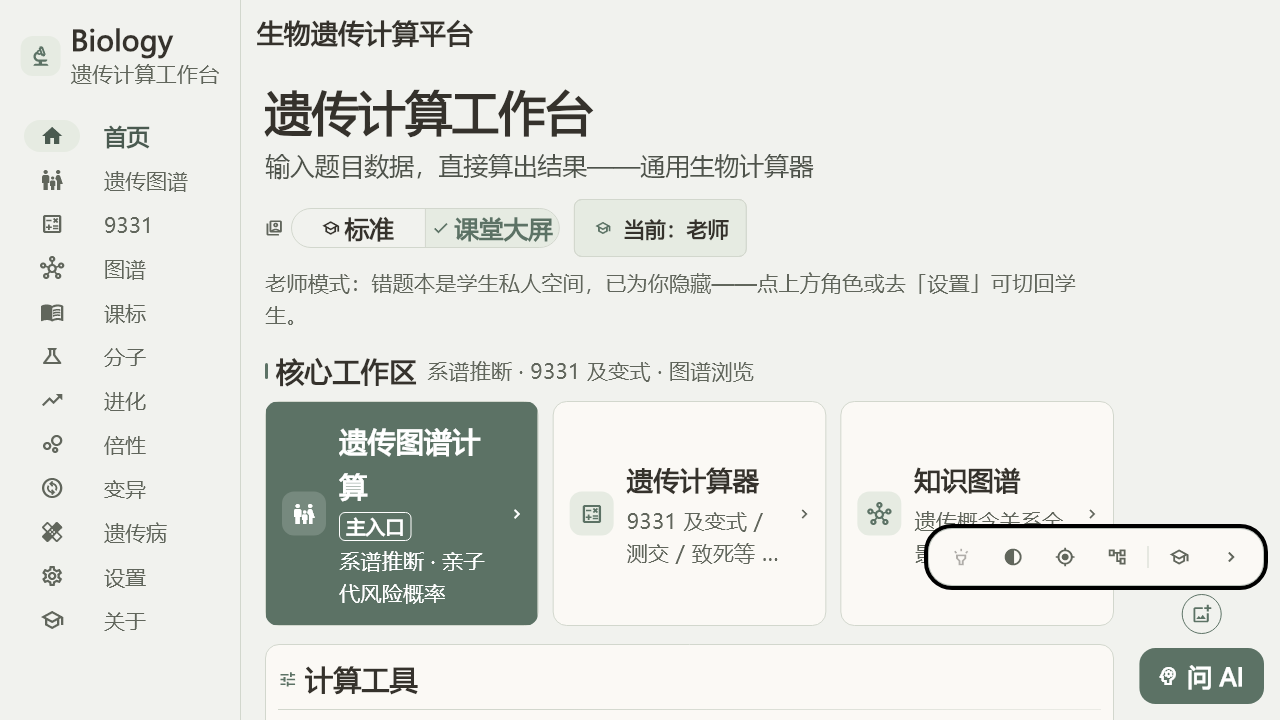 Biology
遗传计算工作台
首页
遗传图谱
9331
图谱
课标
分子
进化
倍性
变异
遗传病
设置
关于
生物遗传计算平台
遗传计算工作台
输入题目数据，直接算出结果——通用生物计算器
标准
课堂大屏
当前：老师
老师模式：错题本是学生私人空间，已为你隐藏——点上方角色或去「设置」可切回学
生。
核心工作区 系谱推断 · 9331 及变式 · 图谱浏览
遗传图谱计
算
主入口
系谱推断 · 亲子
代风险概率
遗传计算器
9331 及变式 /
测交 / 致死等 ...
知识图谱
遗传概念关系全
计算工具
问 AI